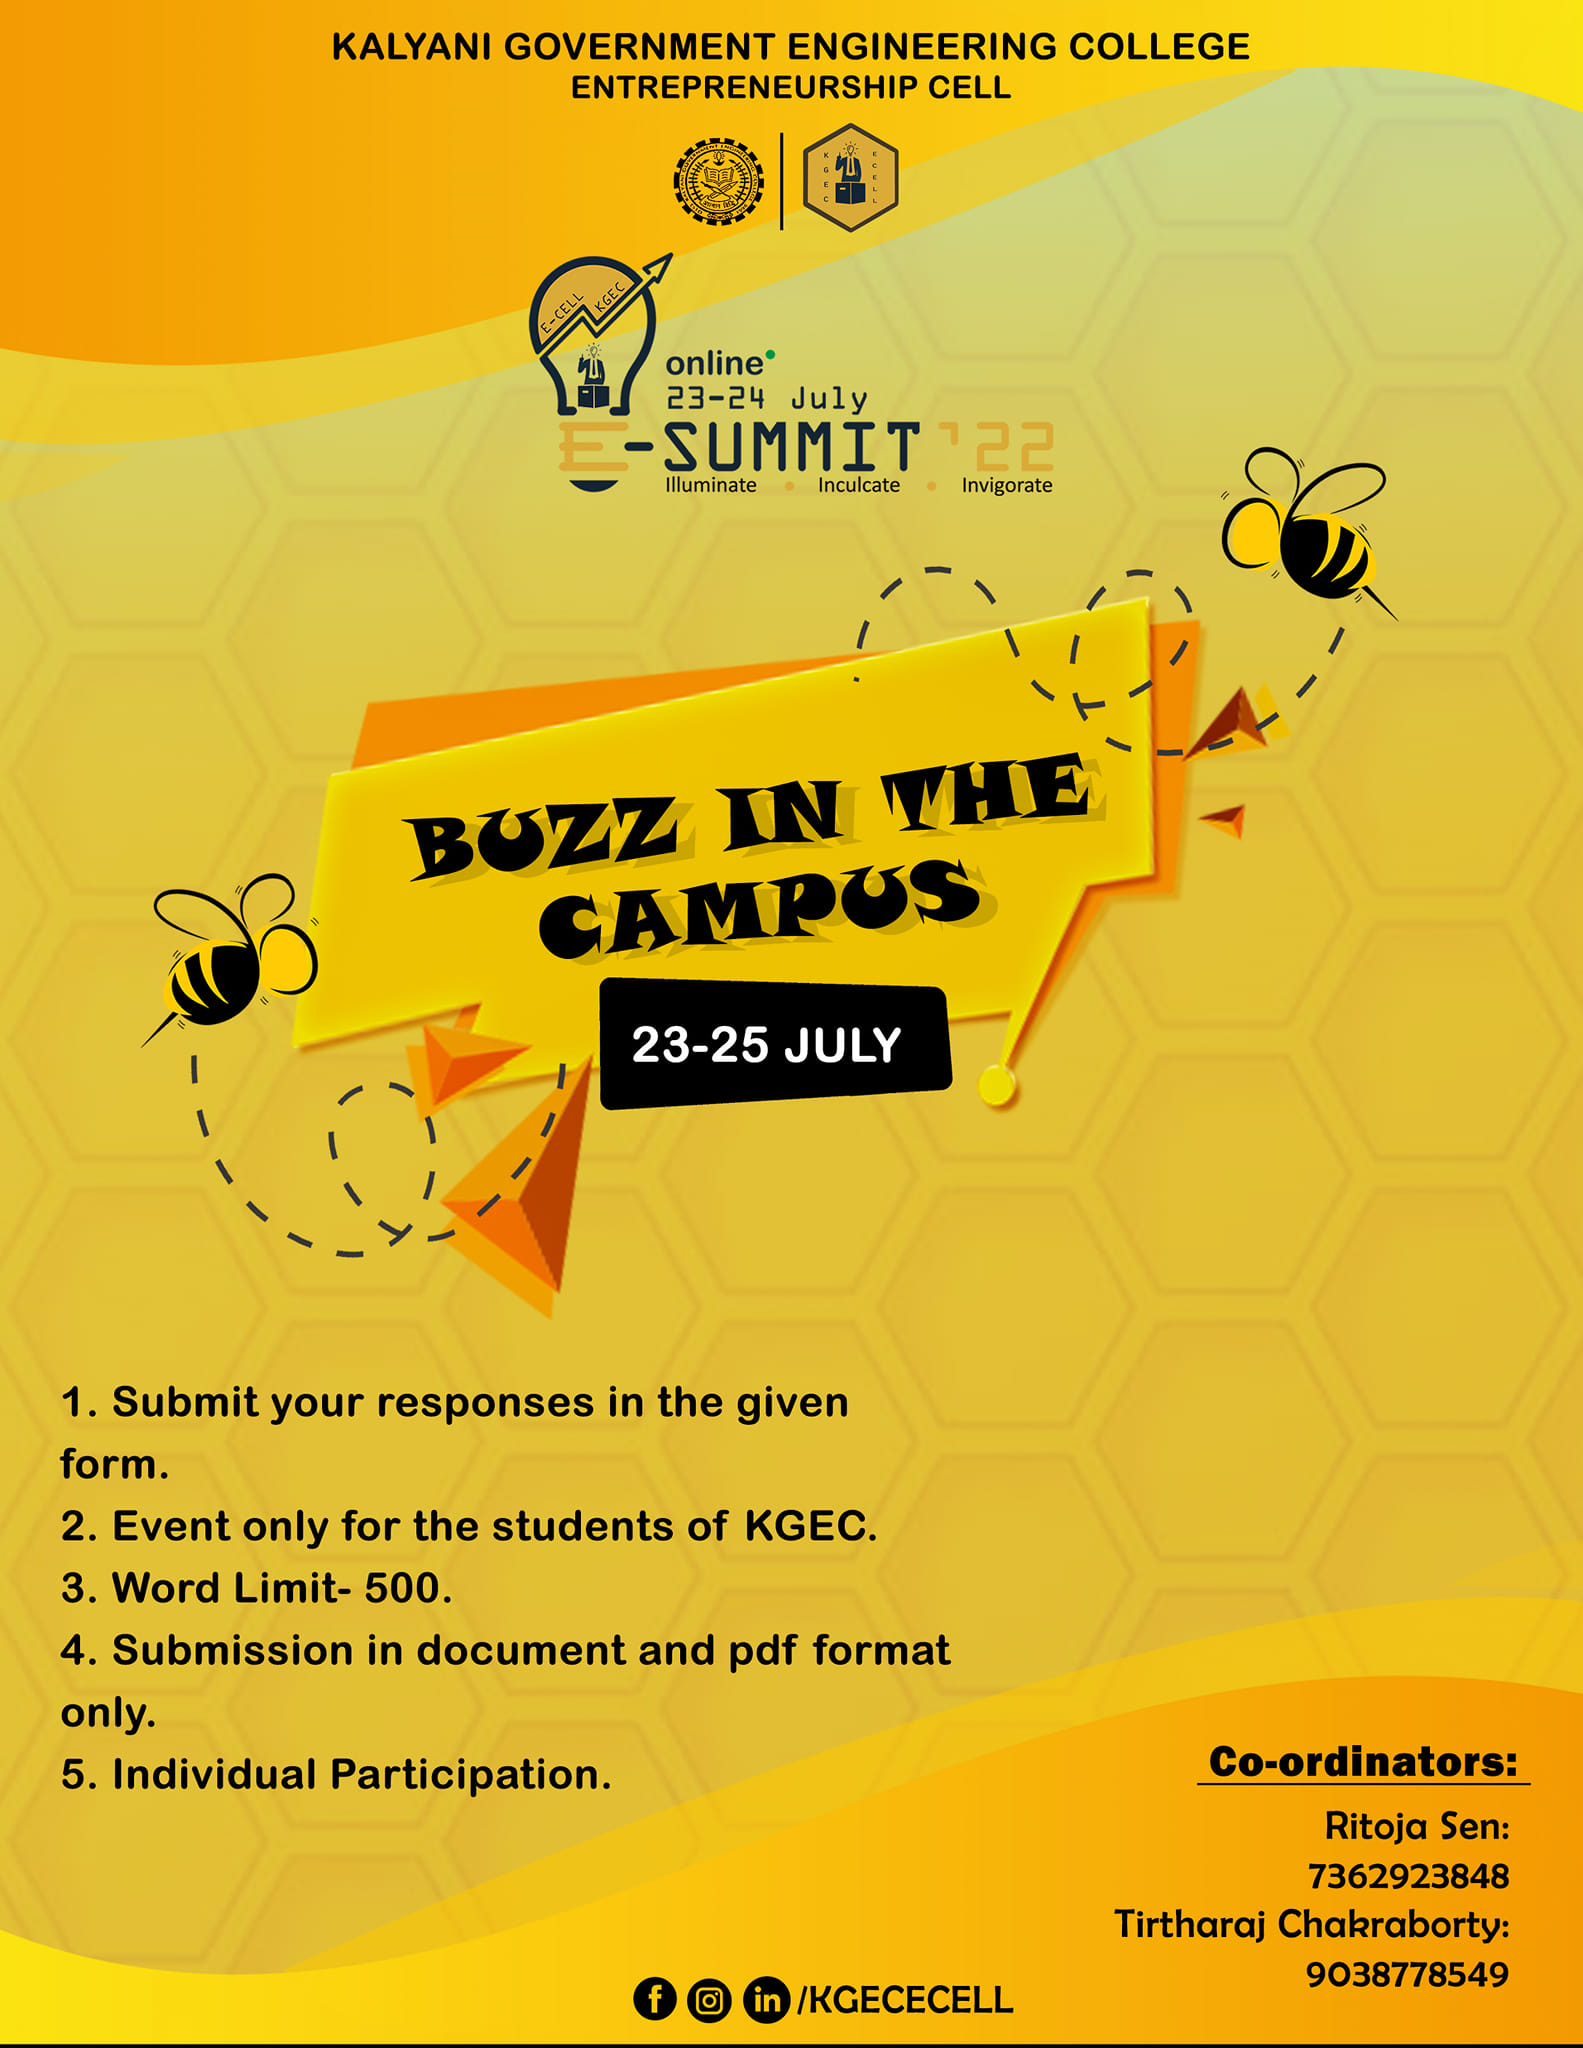 KALYANI GOVERNMENT ENGINEERING COLLEGE
ENTREPRENEURSHIP CELL
KGEC
ECELL
E-CELL
KGEC
online
23-24 July
E-SUMMIT '22
Illuminate • Inculcate • Invigorate
BUZZ IN THE
CAMPUS
23-25 JULY
1. Submit your responses in the given
form.
2. Event only for the students of KGEC.
3. Word Limit- 500.
4. Submission in document and pdf format
only.
5. Individual Participation.
Co-ordinators:
Ritoja Sen:
7362923848
Tirtharaj Chakraborty:
9038778549
/KGECECELL